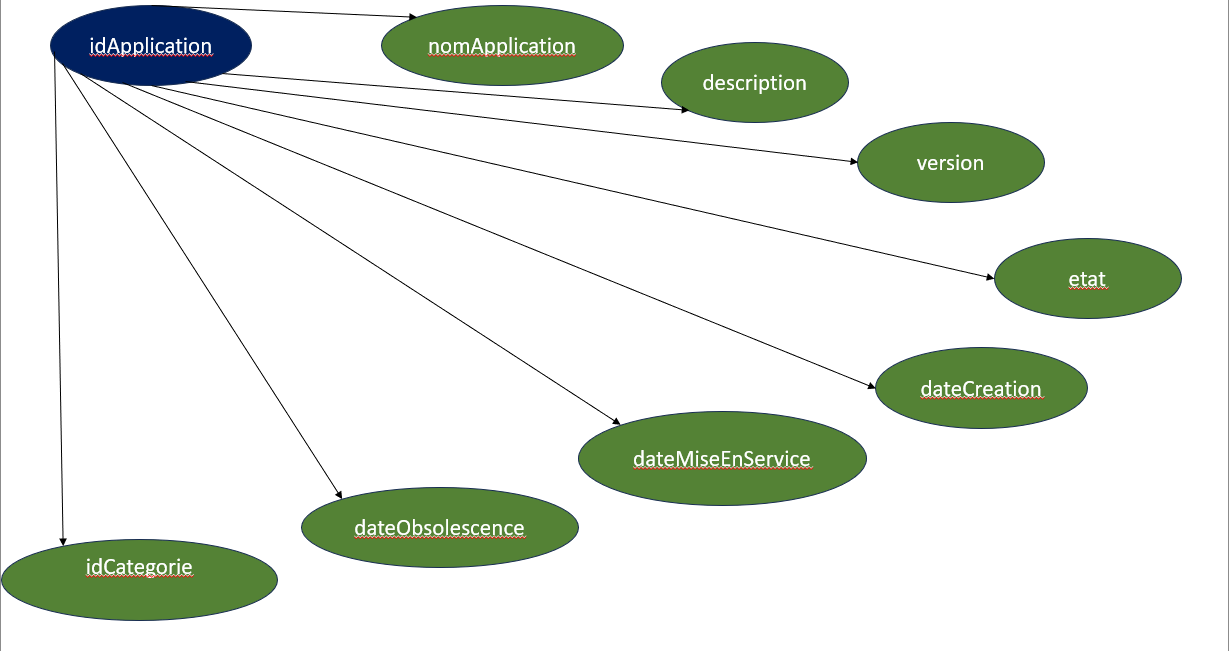 idApplication
nomApplication
description
version
etat
dateCreation
dateMiseEnService
dateObsolescence
idCategorie